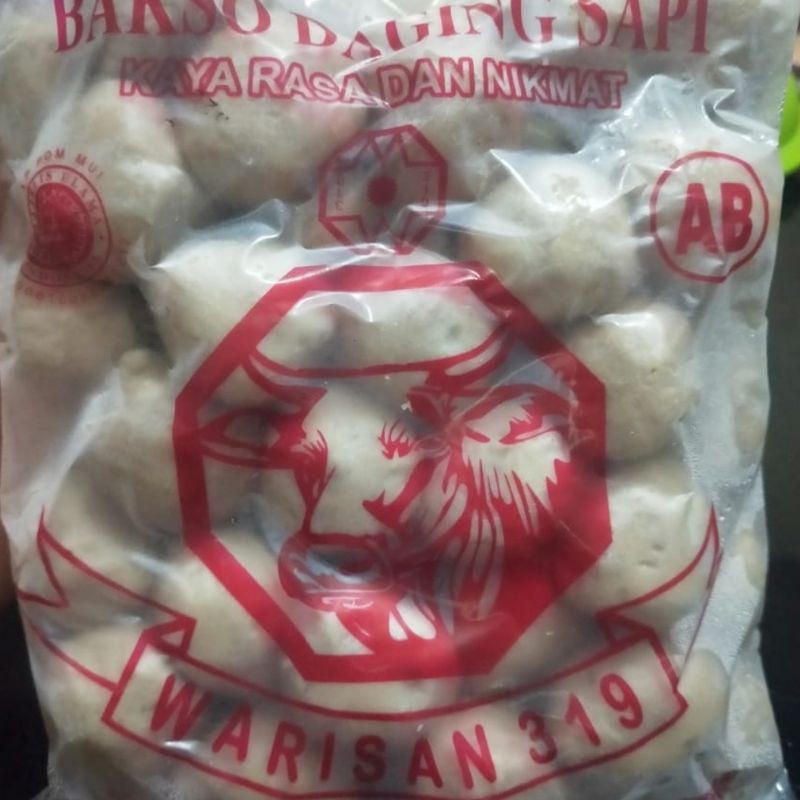 BAKSO DAGING SAPI
KAYA RASA DAN NIKMAT
AB
WARISAN 319